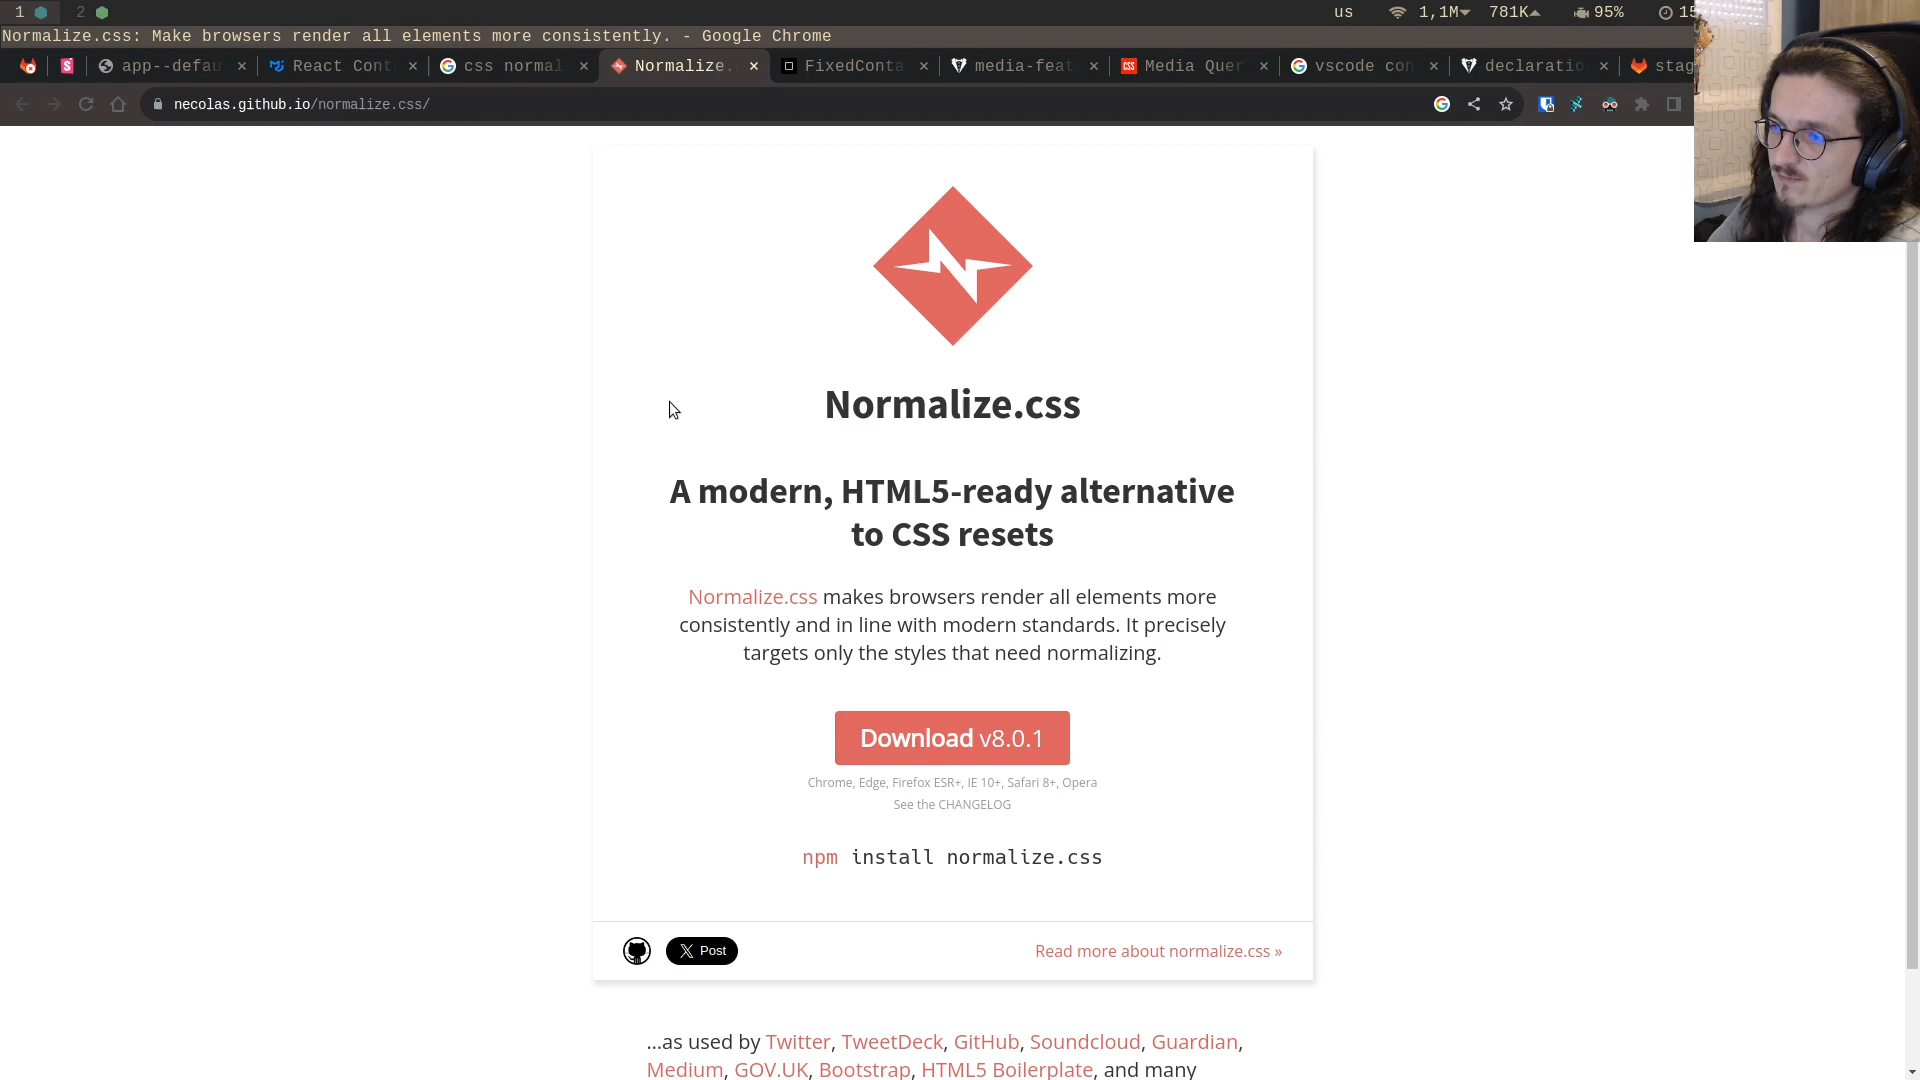 1 2 us 1,1M 781K 95% 15
Normalize.css: Make browsers render all elements more consistently. - Google Chrome
app--defau React Cont css normal Normalize. FixedConta media-feat Media Quer vscode con declaratio stag
necolas.github.io/normalize.css/
Normalize.css
A modern, HTML5-ready alternative
to CSS resets
Normalize.css makes browsers render all elements more
consistently and in line with modern standards. It precisely
targets only the styles that need normalizing.
Download v8.0.1
Chrome, Edge, Firefox ESR+, IE 10+, Safari 8+, Opera
See the CHANGELOG
npm install normalize.css
Post
Read more about normalize.css »
...as used by Twitter, TweetDeck, GitHub, Soundcloud, Guardian,
Medium, GOV.UK, Bootstrap, HTML5 Boilerplate, and many